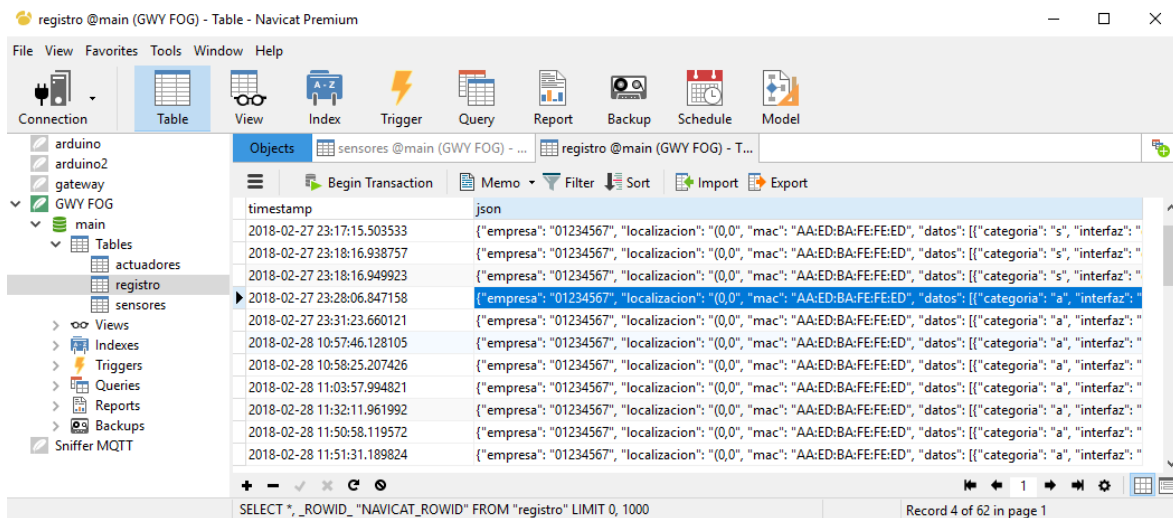 registro @main (GWY FOG) - Table - Navicat Premium
File View Favorites Tools Window Help
Connection Table View Index Trigger Query Report Backup Schedule Model
arduino
arduino2
gateway
GWY FOG
main
Tables
actuadores
registro
sensores
Views
Indexes
Triggers
Queries
Reports
Backups
Sniffer MQTT
Objects sensores @main (GWY FOG) - ... registro @main (GWY FOG) - T...
Begin Transaction Memo Filter Sort Import Export
timestamp json
2018-02-27 23:17:15.503533 {"empresa": "01234567", "localizacion": "(0,0", "mac": "AA:ED:BA:FE:FE:ED", "datos": [{"categoria": "s", "interfaz": "
2018-02-27 23:18:16.938757 {"empresa": "01234567", "localizacion": "(0,0", "mac": "AA:ED:BA:FE:FE:ED", "datos": [{"categoria": "s", "interfaz": "
2018-02-27 23:18:16.949923 {"empresa": "01234567", "localizacion": "(0,0", "mac": "AA:ED:BA:FE:FE:ED", "datos": [{"categoria": "s", "interfaz": "
2018-02-27 23:28:06.847158 {"empresa": "01234567", "localizacion": "(0,0", "mac": "AA:ED:BA:FE:FE:ED", "datos": [{"categoria": "a", "interfaz": "
2018-02-27 23:31:23.660121 {"empresa": "01234567", "localizacion": "(0,0", "mac": "AA:ED:BA:FE:FE:ED", "datos": [{"categoria": "a", "interfaz": "
2018-02-28 10:57:46.128105 {"empresa": "01234567", "localizacion": "(0,0", "mac": "AA:ED:BA:FE:FE:ED", "datos": [{"categoria": "a", "interfaz": "
2018-02-28 10:58:25.207426 {"empresa": "01234567", "localizacion": "(0,0", "mac": "AA:ED:BA:FE:FE:ED", "datos": [{"categoria": "a", "interfaz": "
2018-02-28 11:03:57.994821 {"empresa": "01234567", "localizacion": "(0,0", "mac": "AA:ED:BA:FE:FE:ED", "datos": [{"categoria": "a", "interfaz": "
2018-02-28 11:32:11.961992 {"empresa": "01234567", "localizacion": "(0,0", "mac": "AA:ED:BA:FE:FE:ED", "datos": [{"categoria": "a", "interfaz": "
2018-02-28 11:50:58.119572 {"empresa": "01234567", "localizacion": "(0,0", "mac": "AA:ED:BA:FE:FE:ED", "datos": [{"categoria": "a", "interfaz": "
2018-02-28 11:51:31.189824 {"empresa": "01234567", "localizacion": "(0,0", "mac": "AA:ED:BA:FE:FE:ED", "datos": [{"categoria": "a", "interfaz": "
1
SELECT *, _ROWID_ "NAVICAT_ROWID" FROM "registro" LIMIT 0, 1000 Record 4 of 62 in page 1